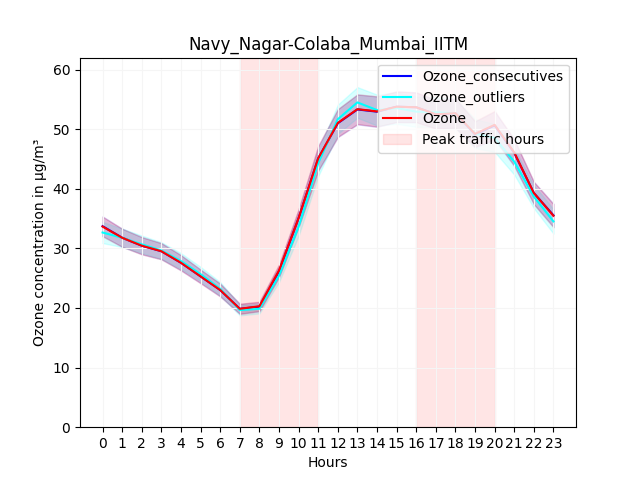 Navy_Nagar-Colaba_Mumbai_IITM
Ozone_consecutives
Ozone_outliers
Ozone
Peak traffic hours
Ozone concentration in µg/m³
60
50
40
30
20
10
0
0 1 2 3 4 5 6 7 8 9 10 11 12 13 14 15 16 17 18 19 20 21 22 23
Hours